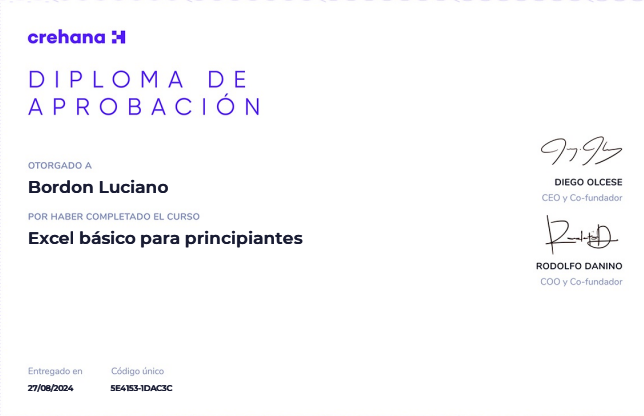 crehana
DIPLOMA DE
APROBACIÓN
OTORGADO A
Bordon Luciano
POR HABER COMPLETADO EL CURSO
Excel básico para principiantes
DIEGO OLCESE
CEO y Co-fundador
RODOLFO DANINO
COO y Co-fundador
Entregado en
Código único
27/08/2024
5E4153-1DAC3C